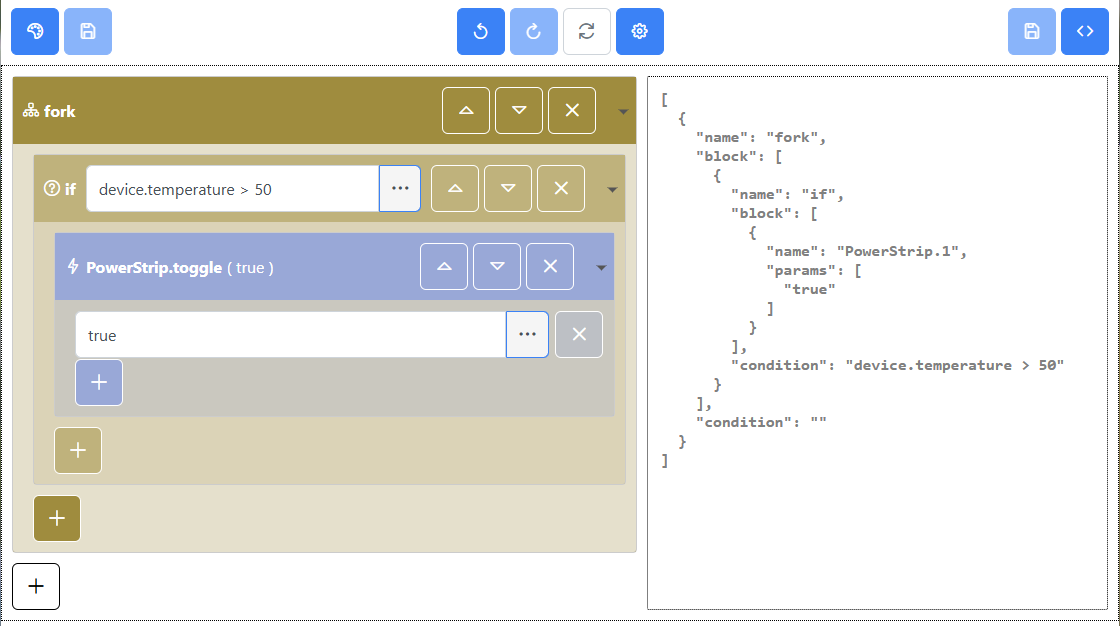 fork
if device.temperature > 50 ...
PowerStrip.toggle ( true )
true ...
[
{
"name": "fork",
"block": [
{
"name": "if",
"block": [
{
"name": "PowerStrip.1",
"params": [
"true"
]
}
],
"condition": "device.temperature > 50"
}
],
"condition": ""
}
]